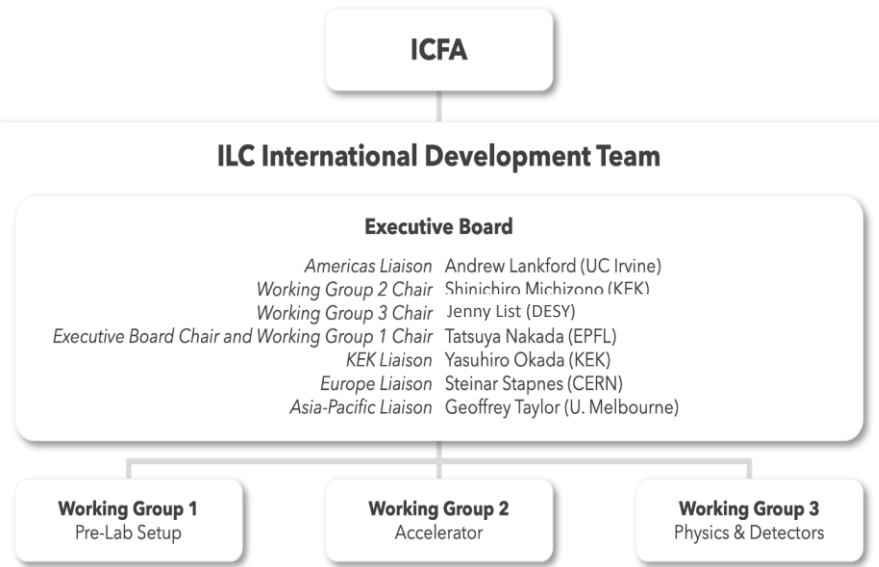 ICFA
ILC International Development Team
Executive Board
Americas Liaison Andrew Lankford (UC Irvine)
Working Group 2 Chair Shinichiro Michizono (KEK)
Working Group 3 Chair Jenny List (DESY)
Executive Board Chair and Working Group 1 Chair Tatsuya Nakada (EPFL)
KEK Liaison Yasuhiro Okada (KEK)
Europe Liaison Steinar Stapnes (CERN)
Asia-Pacific Liaison Geoffrey Taylor (U. Melbourne)
Working Group 1
Pre-Lab Setup
Working Group 2
Accelerator
Working Group 3
Physics & Detectors